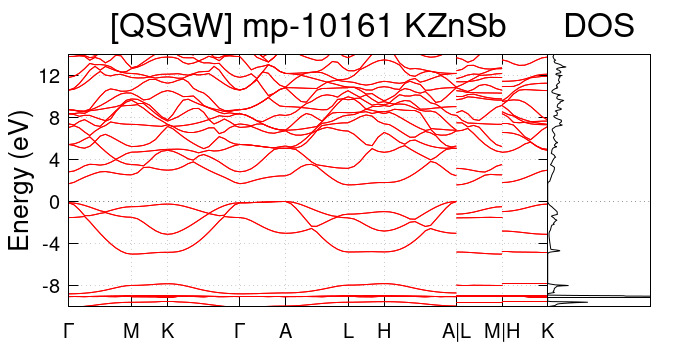 [QSGW] mp-10161 KZnSb DOS
Energy (eV)
12
8
4
0
-4
-8
Γ M K Γ A L H A|L M|H K